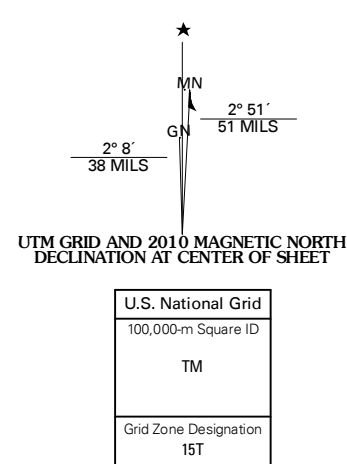 MN
GN
2° 51´
51 MILS
2° 8´
38 MILS
UTM GRID AND 2010 MAGNETIC NORTH
DECLINATION AT CENTER OF SHEET
U.S. National Grid
100,000-m Square ID
TM
Grid Zone Designation
15T